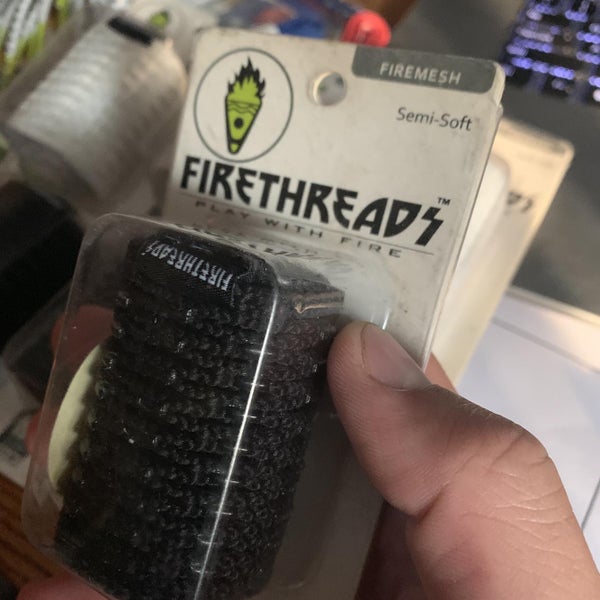 FIREMESH
Semi-Soft
FIRETHREADS™
PLAY WITH FIRE
FIRETHREADS